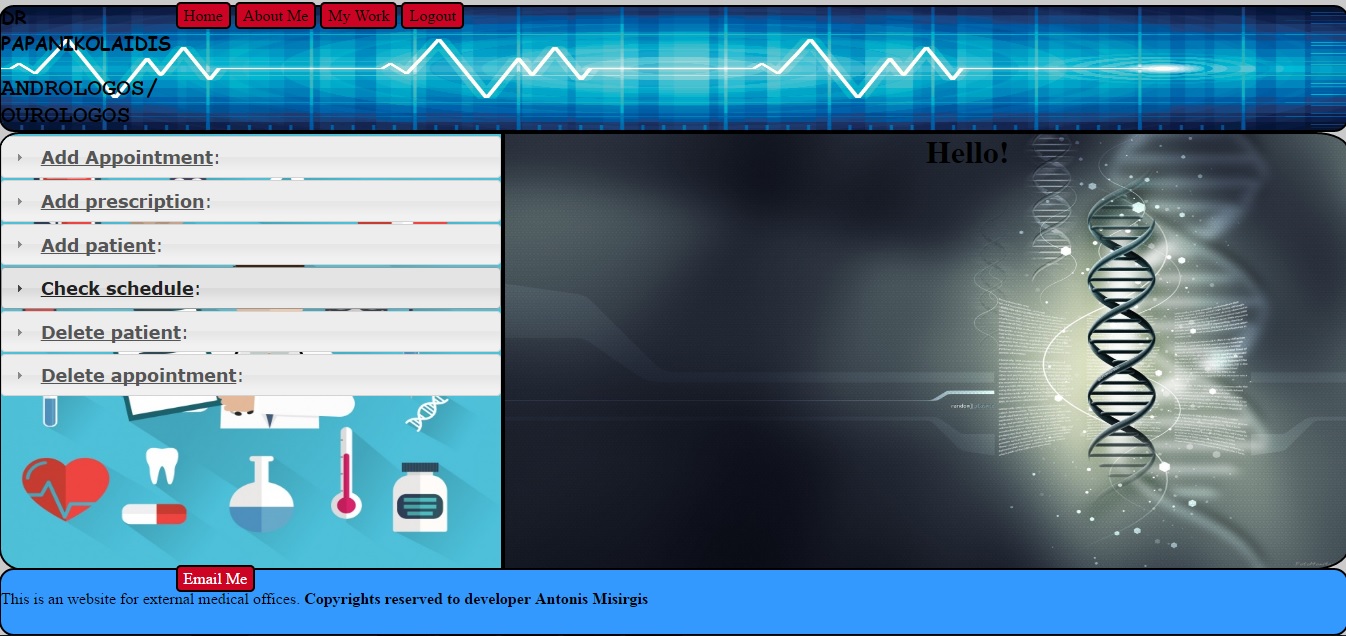 DR
PAPANIKOLAIDIS
ANDROLOGOS/
OUROLOGOS
Home About Me My Work Logout
Add Appointment:
Add prescription:
Add patient:
Check schedule:
Delete patient:
Delete appointment:
Hello!
Email Me
This is an website for external medical offices. Copyrights reserved to developer Antonis Misirgis